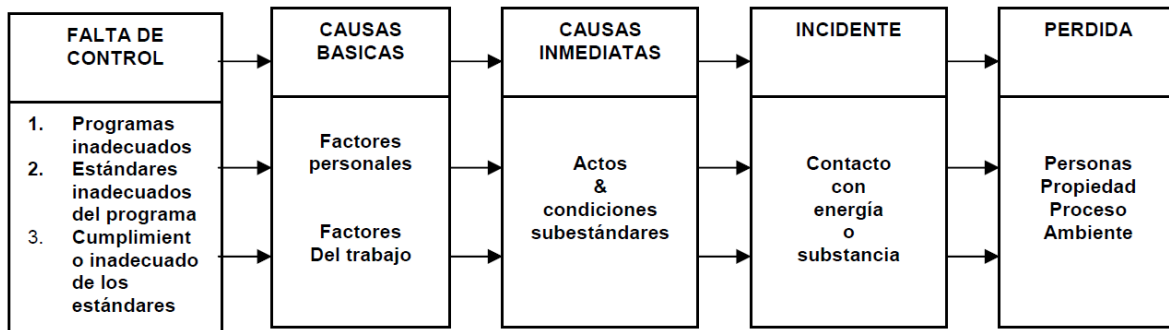 FALTA DE
CONTROL
1. Programas
inadecuados
2. Estándares
inadecuados
del programa
3. Cumplimient
o inadecuado
de los
estándares
CAUSAS
BASICAS
Factores
personales
Factores
Del trabajo
CAUSAS
INMEDIATAS
Actos
&
condiciones
subestándares
INCIDENTE
Contacto
con
energía
o
substancia
PERDIDA
Personas
Propiedad
Proceso
Ambiente